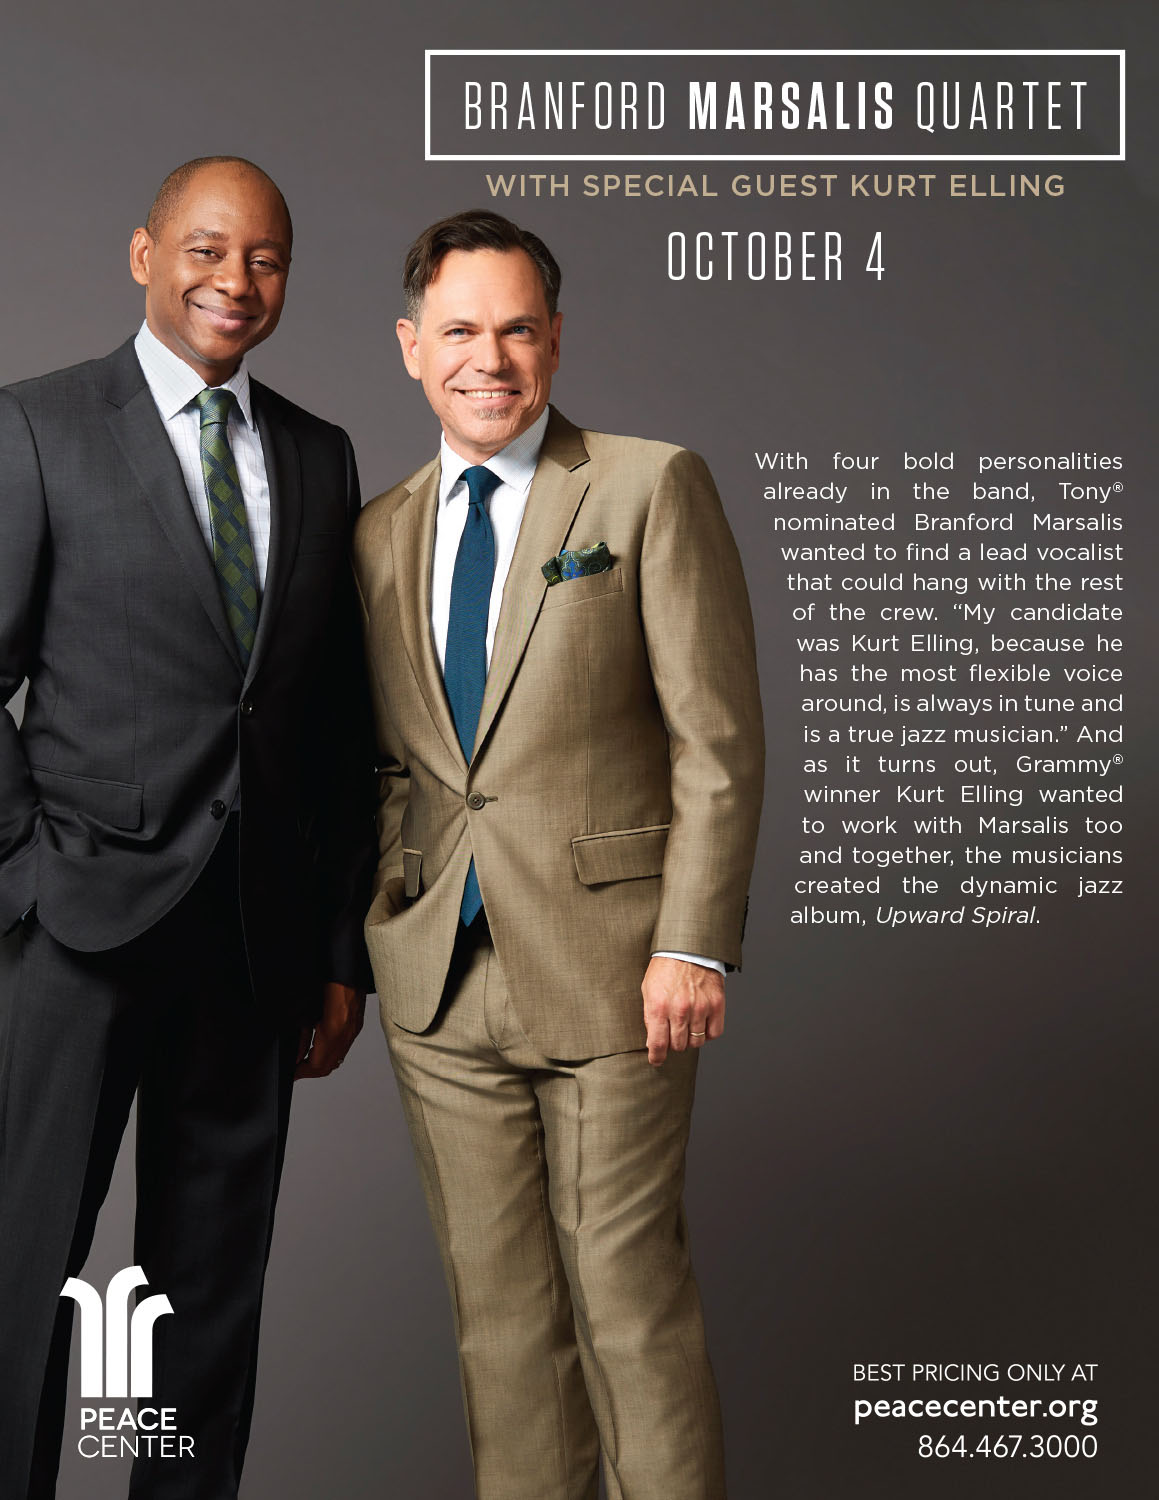 BRANFORD MARSALIS QUARTET
WITH SPECIAL GUEST KURT ELLING
OCTOBER 4
With four bold personalities
already in the band, Tony®
nominated Branford Marsalis
wanted to find a lead vocalist
that could hang with the rest
of the crew. “My candidate
was Kurt Elling, because he
has the most flexible voice
around, is always in tune and
is a true jazz musician.” And
as it turns out, Grammy®
winner Kurt Elling wanted
to work with Marsalis too
and together, the musicians
created the dynamic jazz
album, Upward Spiral.
PEACE
CENTER
BEST PRICING ONLY AT
peacecenter.org
864.467.3000